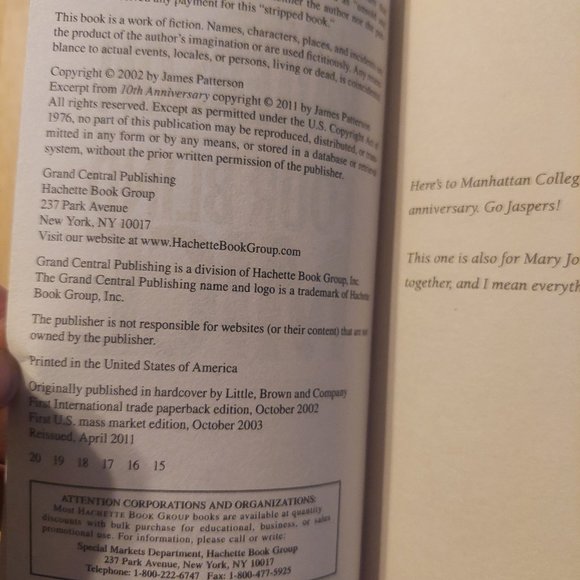 any payment for this "stripped book."
This book is a work of fiction. Names, characters, places, and incidents are
the product of the author's imagination or are used fictitiously. Any resem-
blance to actual events, locales, or persons, living or dead, is coincidental.
Copyright © 2002 by James Patterson
Excerpt from 10th Anniversary copyright © 2011 by James Patterson
All rights reserved. Except as permitted under the U.S. Copyright Act of
1976, no part of this publication may be reproduced, distributed, or trans-
mitted in any form or by any means, or stored in a database or retrieval
system, without the prior written permission of the publisher.
Grand Central Publishing
Hachette Book Group
237 Park Avenue
New York, NY 10017
Visit our website at www.HachetteBookGroup.com
Grand Central Publishing is a division of Hachette Book Group, Inc.
The Grand Central Publishing name and logo is a trademark of Hachette
Book Group, Inc.
The publisher is not responsible for websites (or their content) that are not
owned by the publisher.
Printed in the United States of America
Originally published in hardcover by Little, Brown and Company
First International trade paperback edition, October 2002
First U.S. mass market edition, October 2003
Reissued, April 2011
20 19 18 17 16 15
ATTENTION CORPORATIONS AND ORGANIZATIONS:
Most HACHETTE BOOK GROUP books are available at quantity
discounts with bulk purchase for educational, business, or sales
promotional use. For information, please call or write:
Special Markets Department, Hachette Book Group
237 Park Avenue, New York, NY 10017
Telephone: 1-800-222-6747 Fax: 1-800-477-5925
Here's to Manhattan Colleg
anniversary. Go Jaspers!
This one is also for Mary Jo
together, and I mean everyth